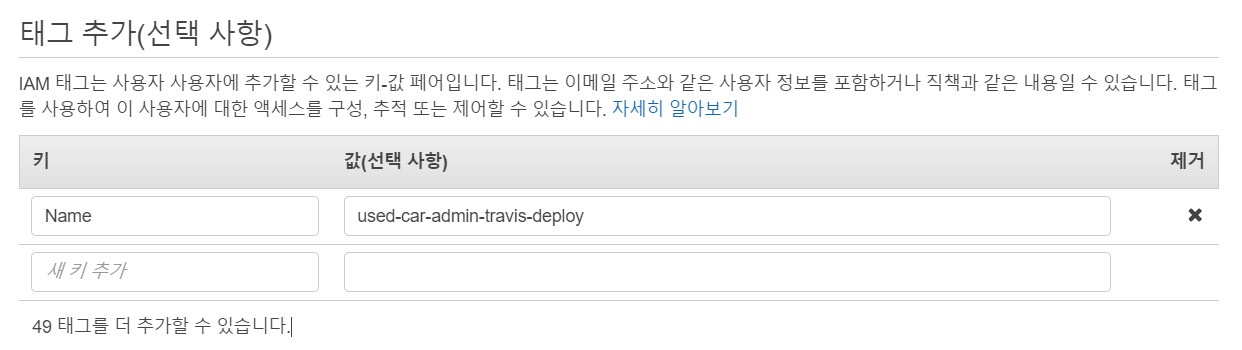 태그 추가(선택 사항)
IAM 태그는 사용자 사용자에 추가할 수 있는 키-값 페어입니다. 태그는 이메일 주소와 같은 사용자 정보를 포함하거나 직책과 같은 내용일 수 있습니다. 태그
를 사용하여 이 사용자에 대한 액세스를 구성, 추적 또는 제어할 수 있습니다. 자세히 알아보기
키 값(선택 사항) 제거
Name used-car-admin-travis-deploy
새 키 추가
49 태그를 더 추가할 수 있습니다.